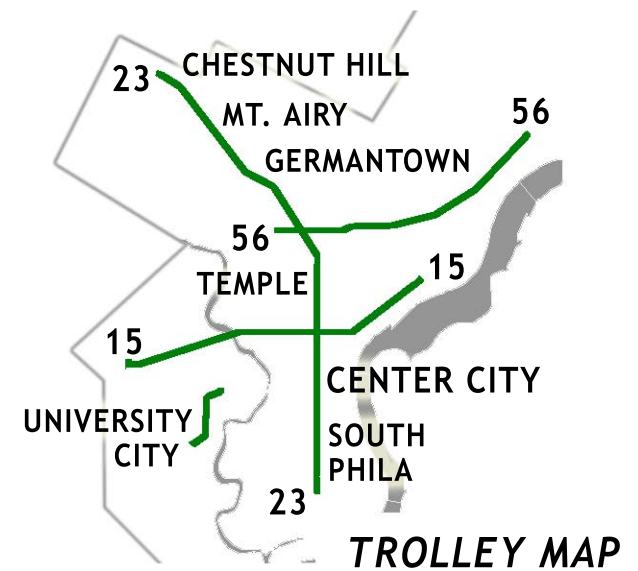 23
CHESTNUT HILL
MT. AIRY
56
GERMANTOWN
56
TEMPLE
15
15
CENTER CITY
UNIVERSITY
CITY
SOUTH
PHILA
23
TROLLEY MAP